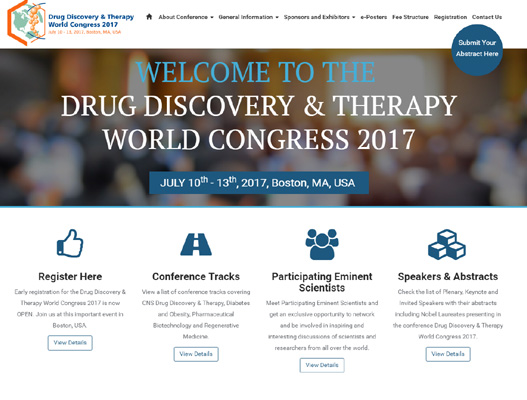 Drug Discovery & Therapy
World Congress 2017
July 10 - 13, 2017, Boston, MA, USA
About Conference
General Information
Sponsors and Exhibitors
e-Posters
Fee Structure
Registration
Contact Us
Submit Your
Abstract Here
WELCOME TO THE
DRUG DISCOVERY & THERAPY
WORLD CONGRESS 2017
JULY 10th - 13th, 2017, Boston, MA, USA
Register Here
Early registration for the Drug Discovery &
Therapy World Congress 2017 is now
OPEN. Join us at this important event in
Boston, USA.
View Details
Conference Tracks
View a list of conference tracks covering
CNS Drug Discovery & Therapy, Diabetes
and Obesity, Pharmaceutical
Biotechnology and Regenerative
Medicine.
View Details
Participating Eminent
Scientists
Meet Participating Eminent Scientists and
get an exclusive opportunity to network
and be involved in inspiring and
interesting discussions of scientists and
researchers from all over the world.
View Details
Speakers & Abstracts
Check the list of Plenary, Keynote and
Invited Speakers with their abstracts
including Nobel Laureates presenting in
the conference Drug Discovery & Therapy
World Congress 2017.
View Details